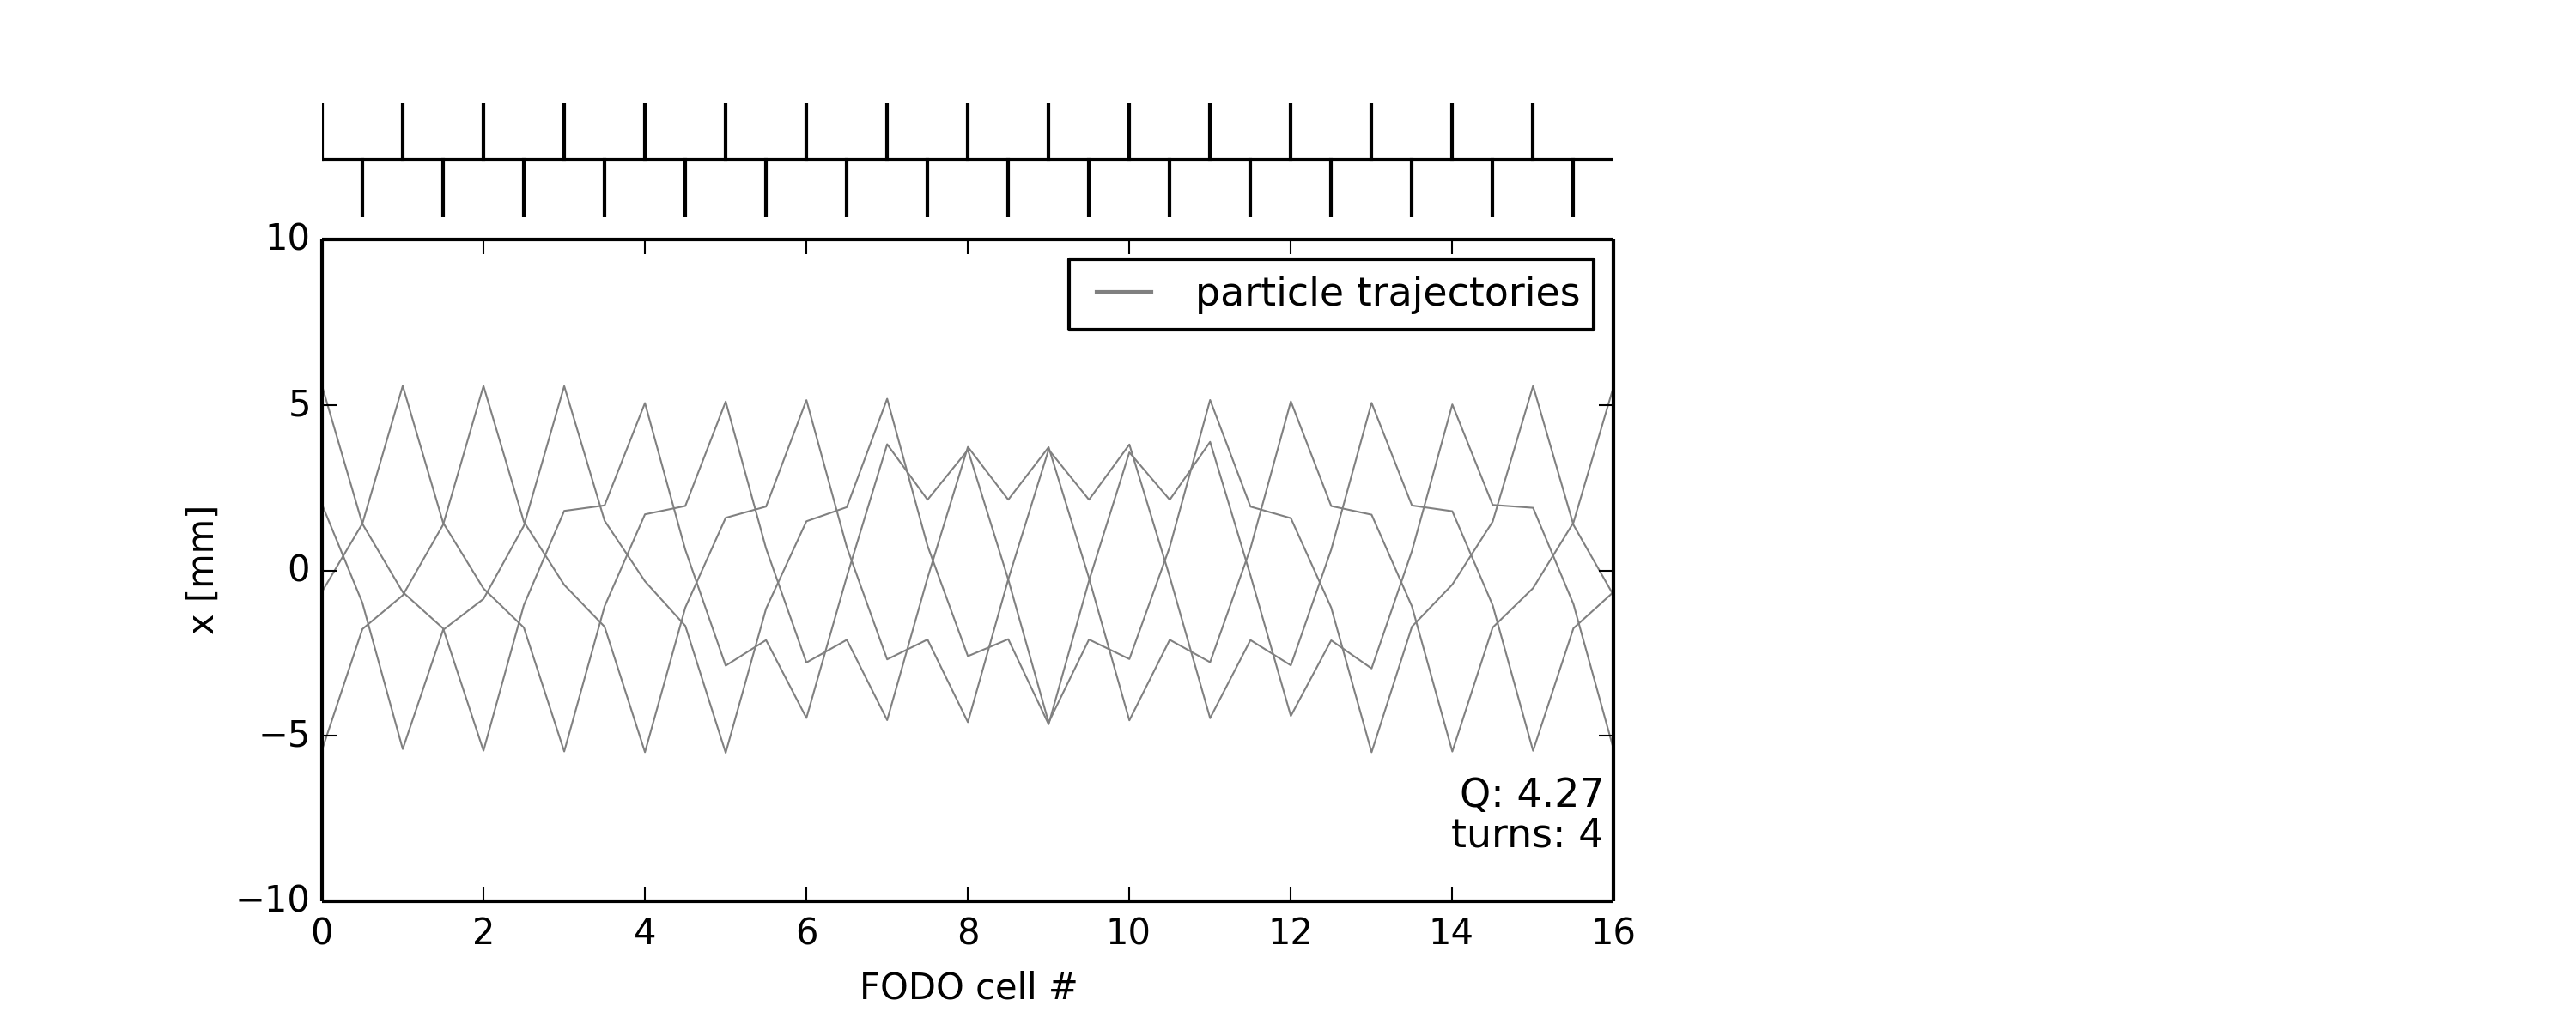 10
particle trajectories
5
x [mm]
0
−5
Q: 4.27
turns: 4
−10
0 2 4 6 8 10 12 14 16
FODO cell #